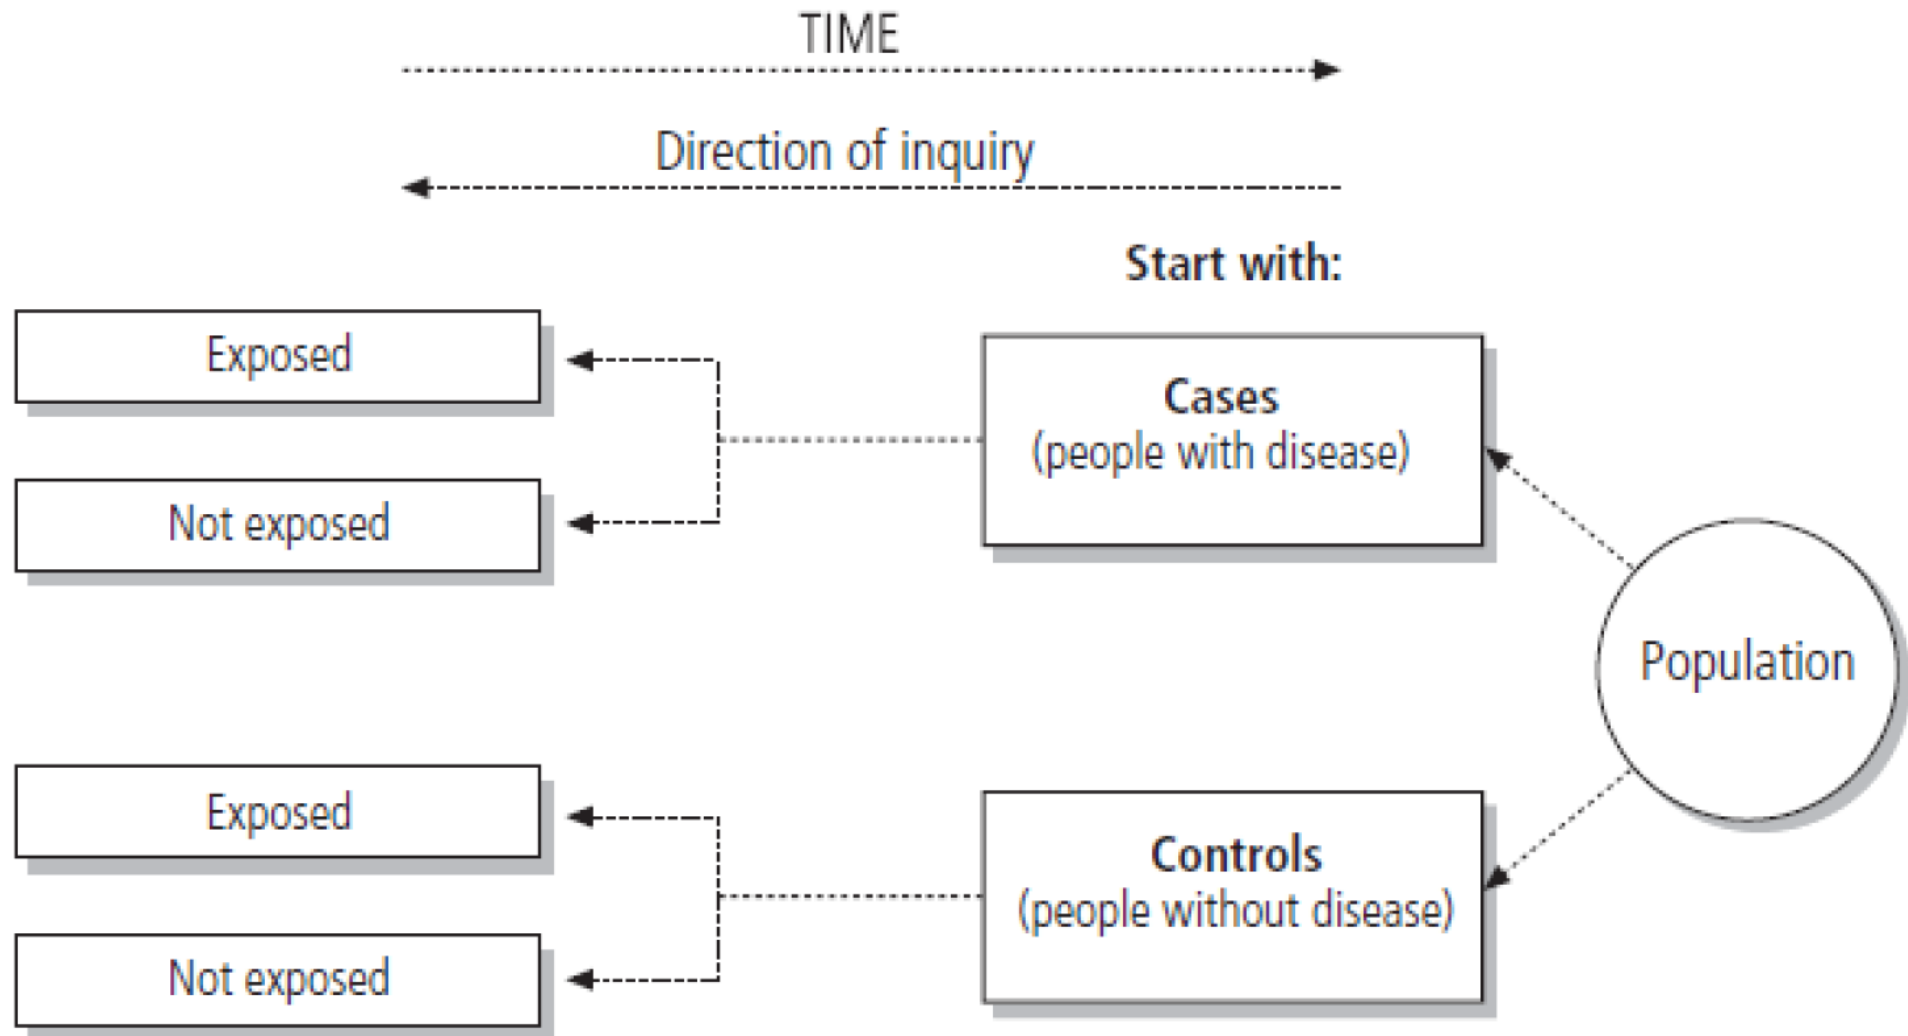 TIME
Direction of inquiry
Start with:
Exposed
Cases
(people with disease)
Not exposed
Population
Exposed
Controls
(people without disease)
Not exposed